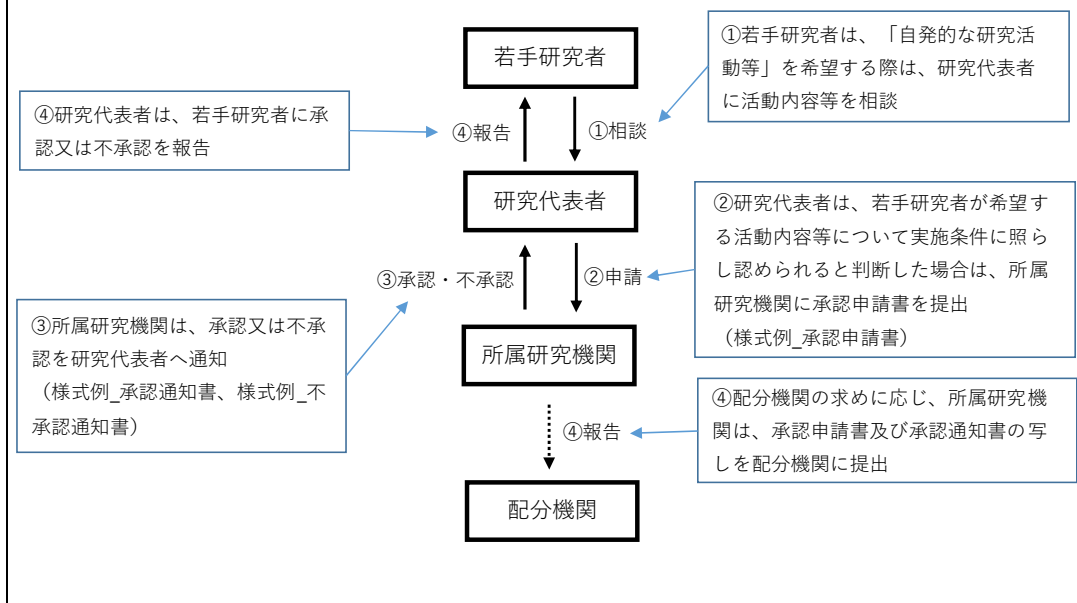 若手研究者
①若手研究者は、「自発的な研究活
動等」を希望する際は、研究代表者
に活動内容等を相談
④研究代表者は、若手研究者に承
認又は不承認を報告
④報告
①相談
研究代表者
②研究代表者は、若手研究者が希望す
る活動内容等について実施条件に照ら
し認められると判断した場合は、所属
研究機関に承認申請書を提出
（様式例_承認申請書）
③承認・不承認
②申請
③所属研究機関は、承認又は不承
認を研究代表者へ通知
（様式例_承認通知書、様式例_不
承認通知書）
所属研究機関
④報告
④配分機関の求めに応じ、所属研究機
関は、承認申請書及び承認通知書の写
しを配分機関に提出
配分機関